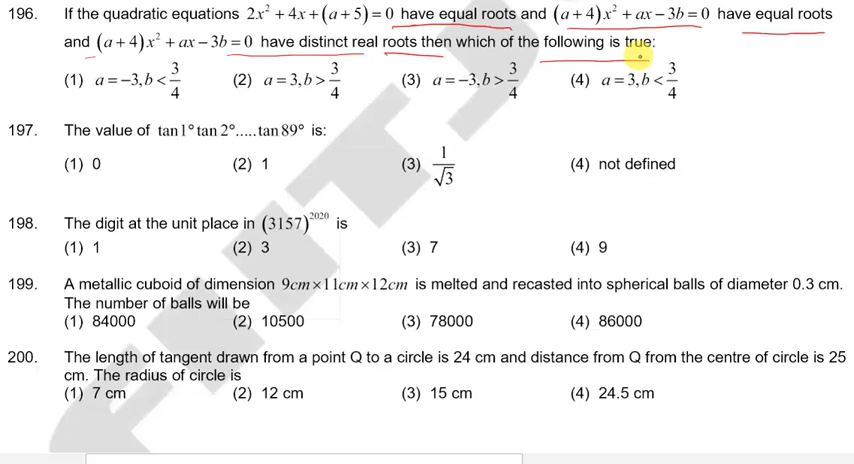 196. If the quadratic equations 2x² + 4x + (a + 5) = 0 have equal roots and (a + 4)x² + ax − 3b = 0 have equal roots
and (a + 4)x² + ax − 3b = 0 have distinct real roots then which of the following is true:
(1) a = −3, b < 3/4 (2) a = 3, b > 3/4 (3) a = −3, b > 3/4 (4) a = 3, b < 3/4
197. The value of tan 1° tan 2°.....tan 89° is:
(1) 0 (2) 1 (3) 1/√3 (4) not defined
198. The digit at the unit place in (3157)²⁰²⁰ is
(1) 1 (2) 3 (3) 7 (4) 9
199. A metallic cuboid of dimension 9cm×11cm×12cm is melted and recasted into spherical balls of diameter 0.3 cm.
The number of balls will be
(1) 84000 (2) 10500 (3) 78000 (4) 86000
200. The length of tangent drawn from a point Q to a circle is 24 cm and distance from Q from the centre of circle is 25
cm. The radius of circle is
(1) 7 cm (2) 12 cm (3) 15 cm (4) 24.5 cm